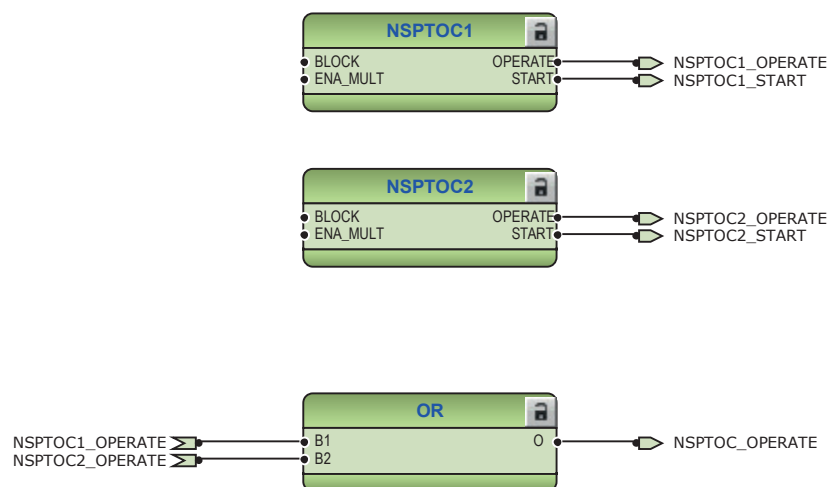 NSPTOC1
BLOCK OPERATE NSPTOC1_OPERATE
ENA_MULT START NSPTOC1_START
NSPTOC2
BLOCK OPERATE NSPTOC2_OPERATE
ENA_MULT START NSPTOC2_START
OR
NSPTOC1_OPERATE B1 O NSPTOC_OPERATE
NSPTOC2_OPERATE B2